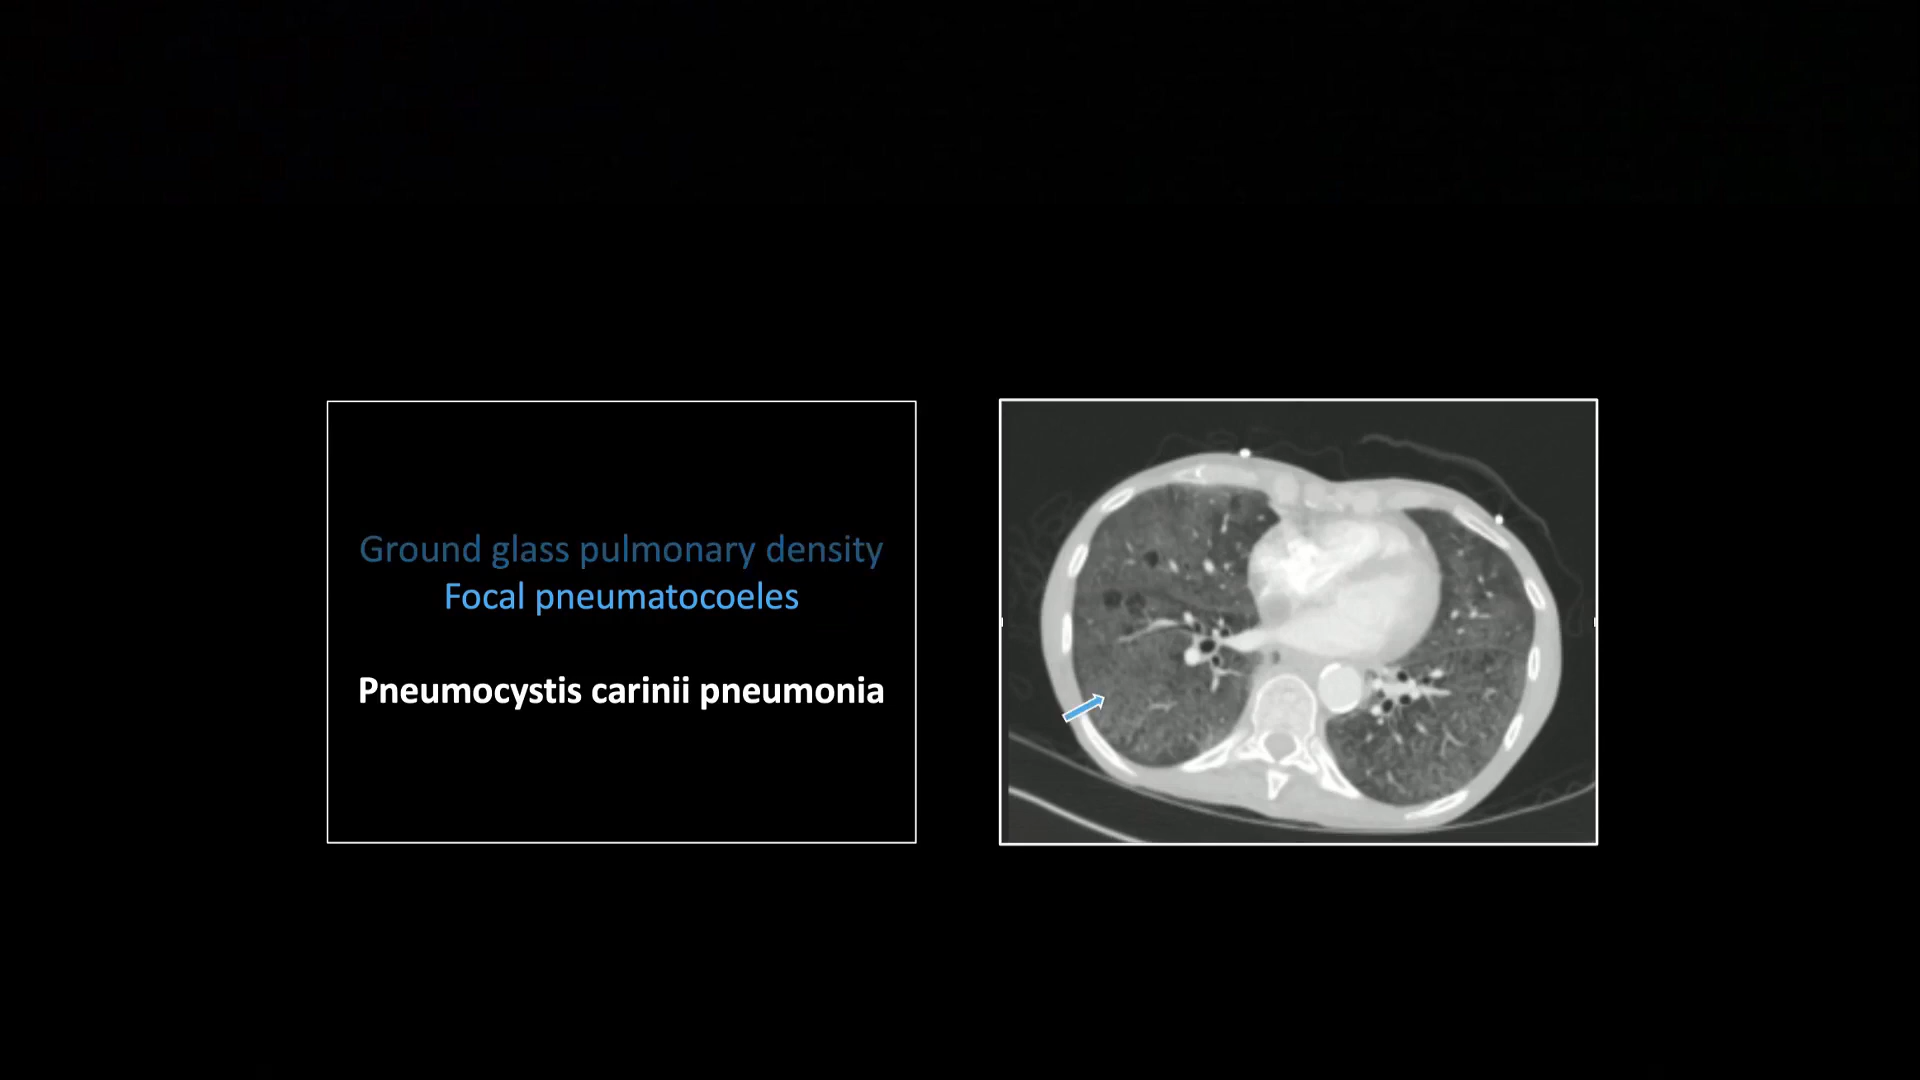 Ground glass pulmonary density
Focal pneumatocoeles
Pneumocystis carinii pneumonia